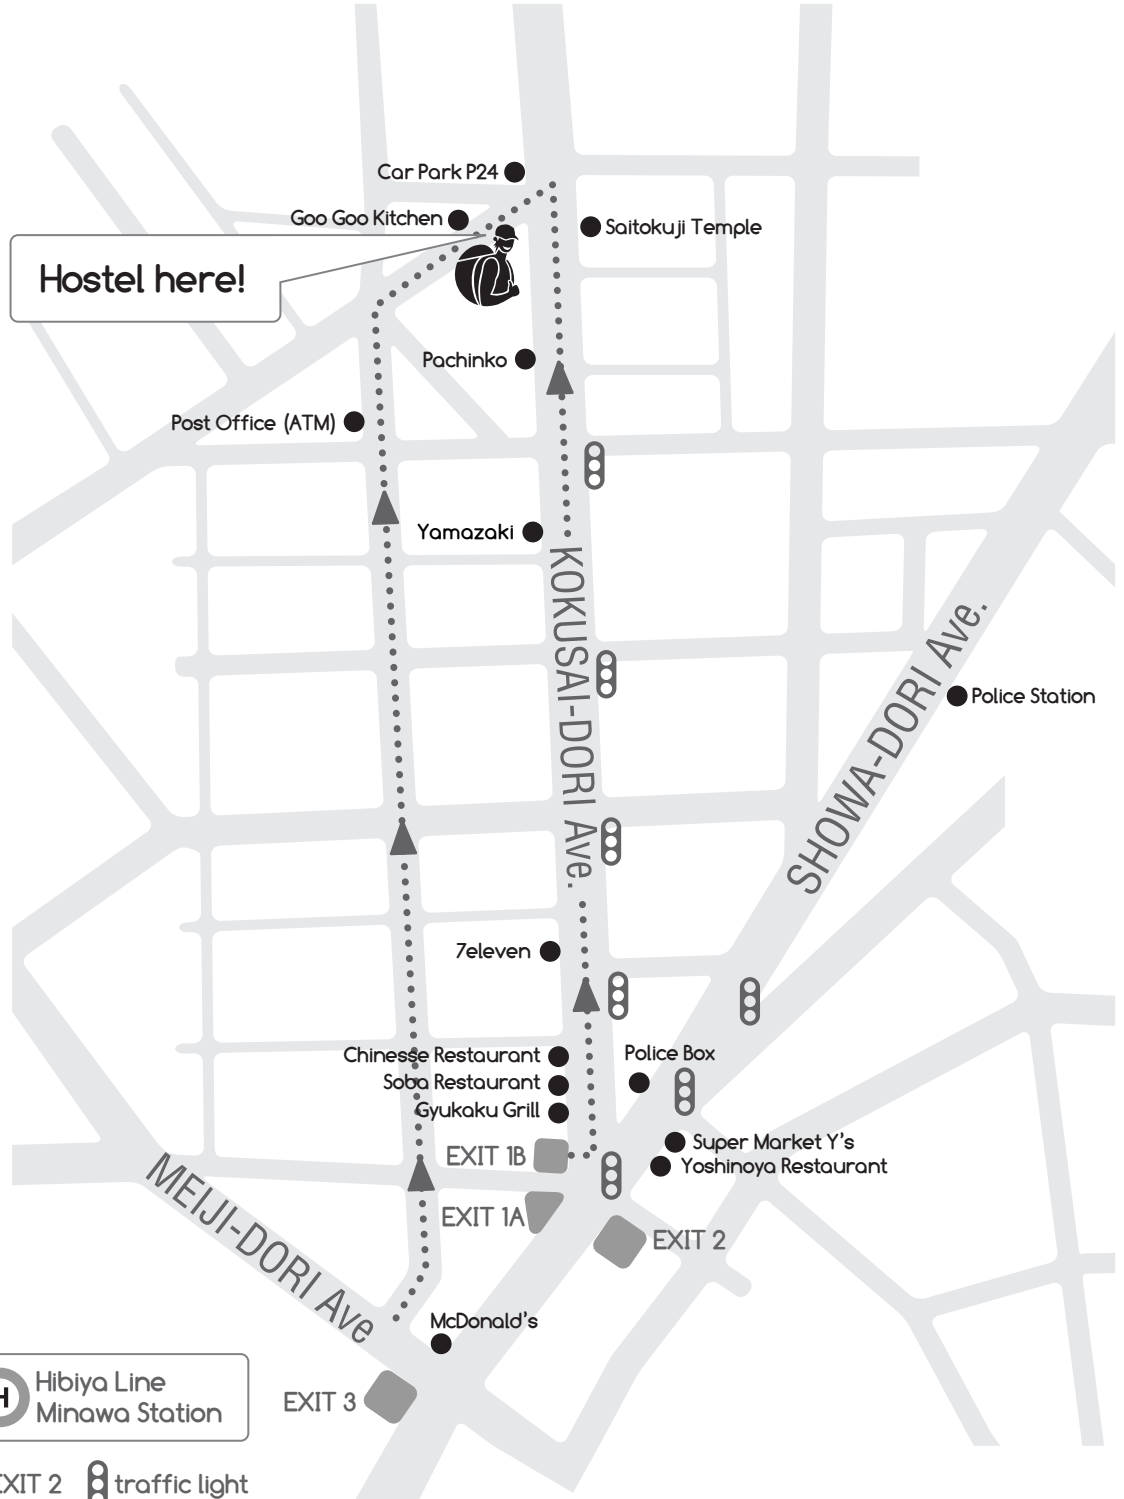 Car Park P24
Goo Goo Kitchen
Saitokuji Temple
Hostel here!
Pachinko
Post Office (ATM)
Yamazaki
KOKUSAI-DORI Ave.
SHOWA-DORI Ave.
Police Station
7eleven
Chinesse Restaurant
Police Box
Soba Restaurant
Gyukaku Grill
Super Market Y's
EXIT 1B
Yoshinoya Restaurant
EXIT 1A
EXIT 2
MEIJI-DORI Ave
McDonald's
EXIT 3
H
Hibiya Line
Minawa Station
EXIT 2
traffic light